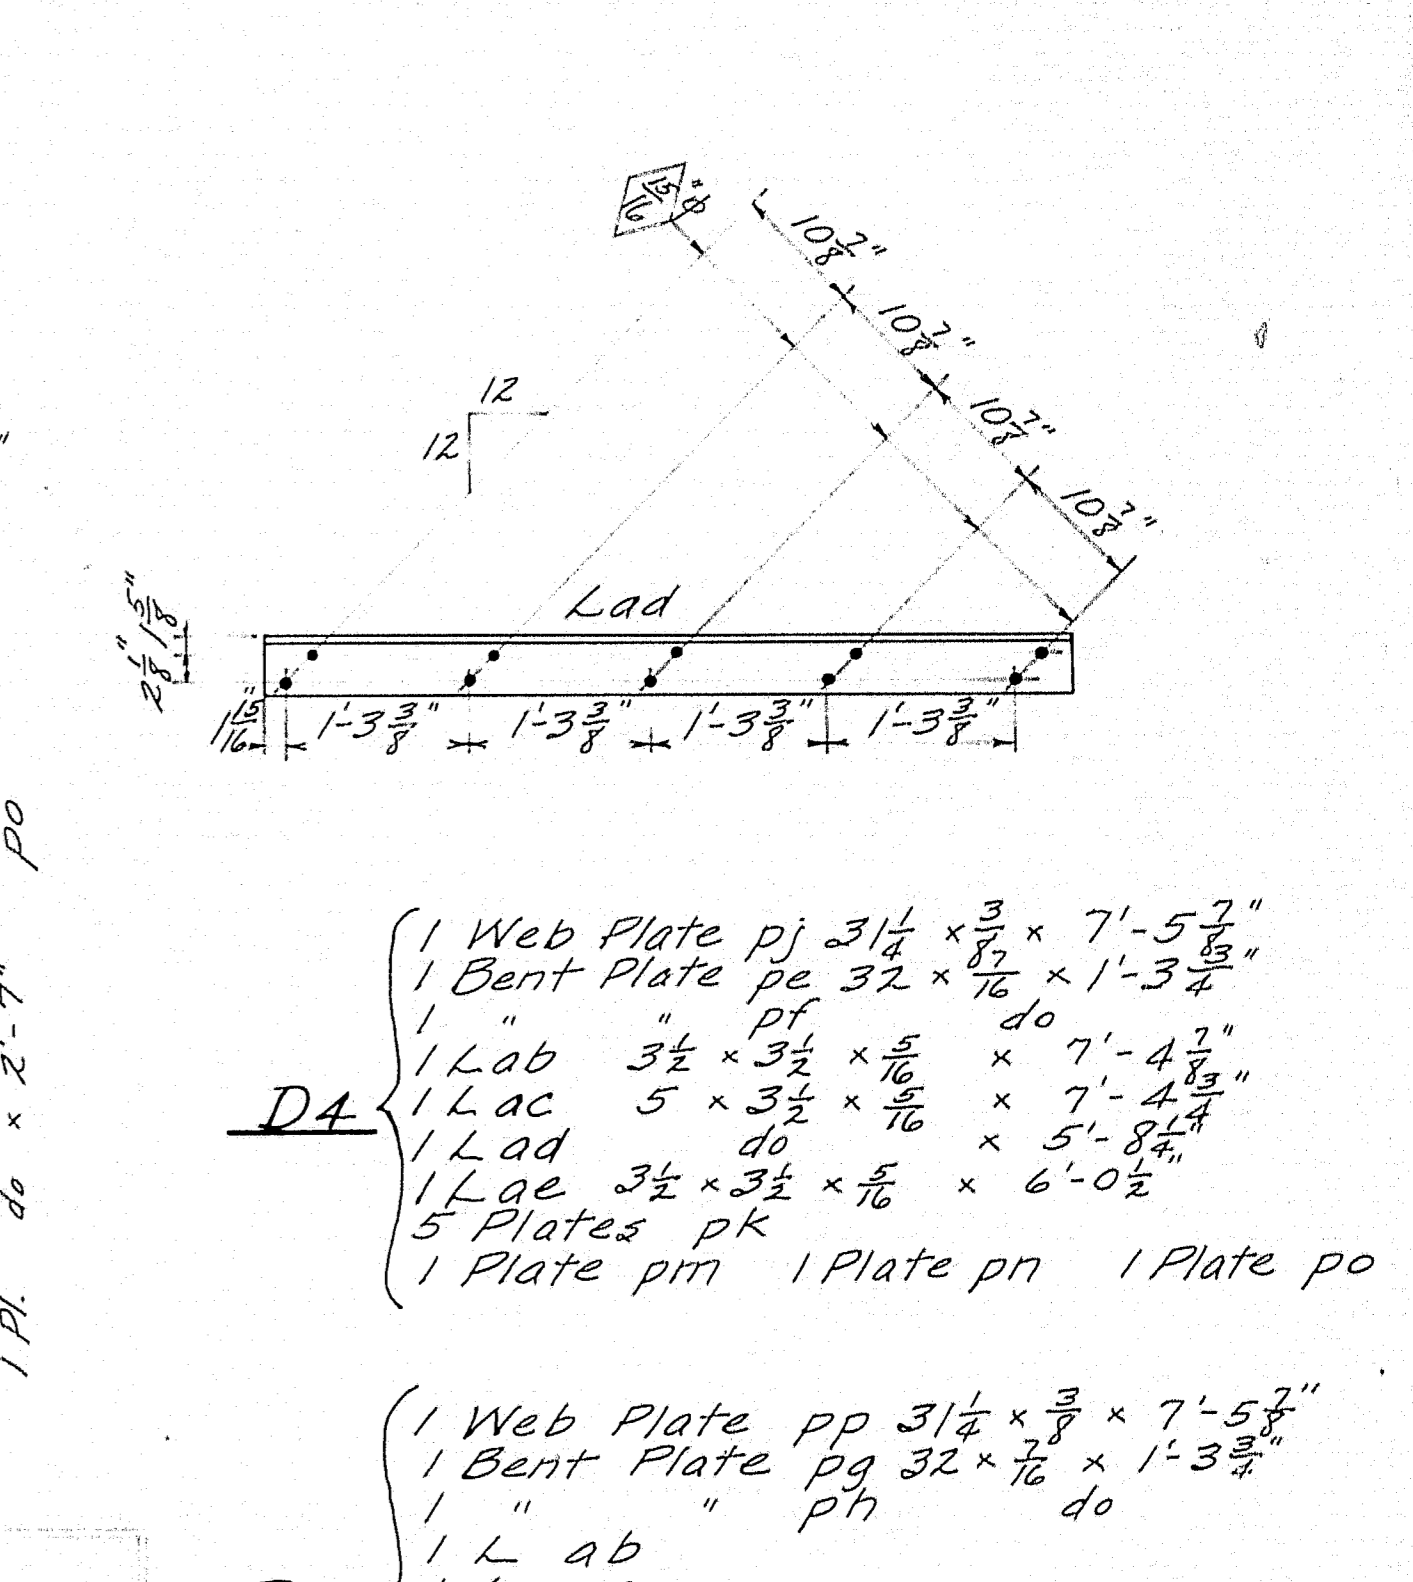 15/16 "φ
10 7/8"
10 7/8"
10 7/8"
10 7/8"
12
12
Lad
2 1/8" 1 5/8"
1 15/16" 1'-3 3/8" 1'-3 3/8" 1'-3 3/8" 1'-3 3/8"
"
1 Pl. do × 2'-7" po
D4
1 Web Plate pj 31 1/4 × 3/8 × 7'-5 7/8"
1 Bent Plate pe 32 × 7/16 × 1'-3 3/4"
1 " " pf do
1 Lab 3 1/2 × 3 1/2 × 5/16 × 7'-4 7/8"
1 Lac 5 × 3 1/2 × 5/16 × 7'-4 3/4"
1 Lad do × 5'-8 1/4"
1 Lae 3 1/2 × 3 1/2 × 5/16 × 6'-0 1/2"
5 Plates pk
1 Plate pm 1 Plate pn 1 Plate po
1 Web Plate pp 31 1/4 × 3/8 × 7'-5 7/8"
1 Bent Plate pg 32 × 7/16 × 1'-3 3/4"
1 " " ph do
1 L ab